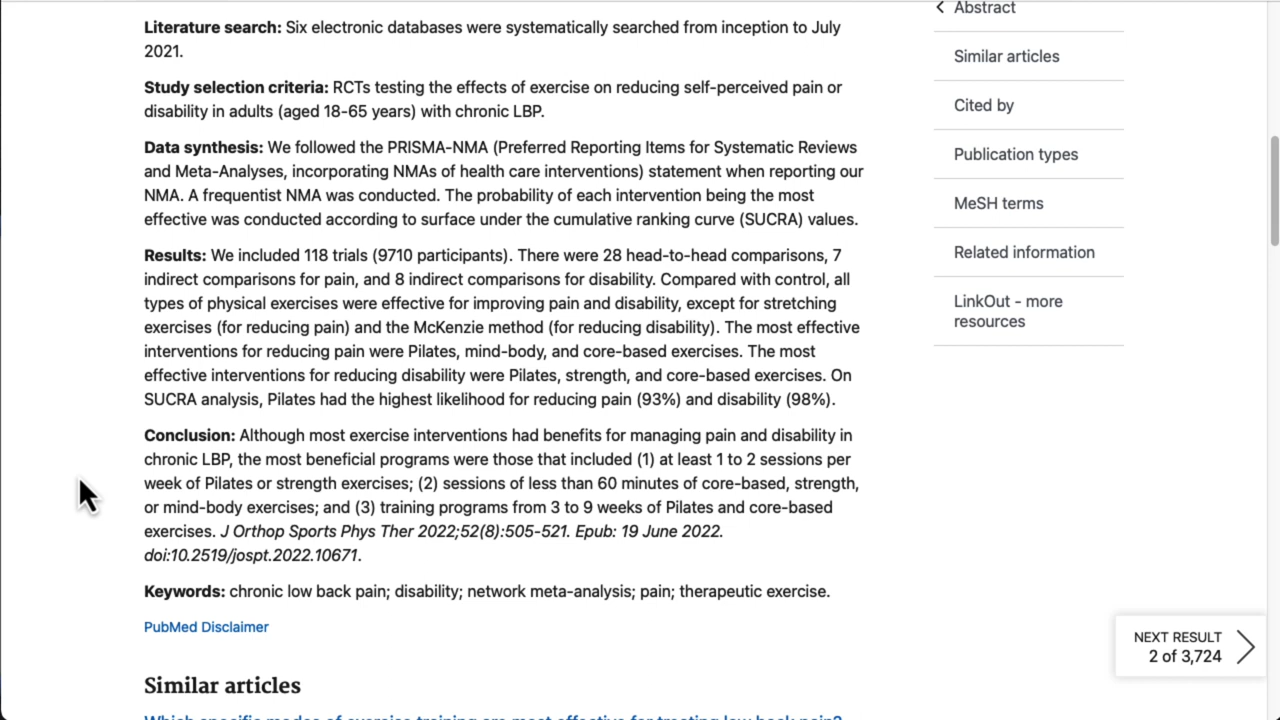 Literature search: Six electronic databases were systematically searched from inception to July
2021.
Study selection criteria: RCTs testing the effects of exercise on reducing self-perceived pain or
disability in adults (aged 18-65 years) with chronic LBP.
Data synthesis: We followed the PRISMA-NMA (Preferred Reporting Items for Systematic Reviews
and Meta-Analyses, incorporating NMAs of health care interventions) statement when reporting our
NMA. A frequentist NMA was conducted. The probability of each intervention being the most
effective was conducted according to surface under the cumulative ranking curve (SUCRA) values.
Results: We included 118 trials (9710 participants). There were 28 head-to-head comparisons, 7
indirect comparisons for pain, and 8 indirect comparisons for disability. Compared with control, all
types of physical exercises were effective for improving pain and disability, except for stretching
exercises (for reducing pain) and the McKenzie method (for reducing disability). The most effective
interventions for reducing pain were Pilates, mind-body, and core-based exercises. The most
effective interventions for reducing disability were Pilates, strength, and core-based exercises. On
SUCRA analysis, Pilates had the highest likelihood for reducing pain (93%) and disability (98%).
Conclusion: Although most exercise interventions had benefits for managing pain and disability in
chronic LBP, the most beneficial programs were those that included (1) at least 1 to 2 sessions per
week of Pilates or strength exercises; (2) sessions of less than 60 minutes of core-based, strength,
or mind-body exercises; and (3) training programs from 3 to 9 weeks of Pilates and core-based
exercises. J Orthop Sports Phys Ther 2022;52(8):505-521. Epub: 19 June 2022.
doi:10.2519/jospt.2022.10671.
Keywords: chronic low back pain; disability; network meta-analysis; pain; therapeutic exercise.
PubMed Disclaimer
Similar articles
Which specific modes of exercise training are most effective for treating low back pain?
Abstract
Similar articles
Cited by
Publication types
MeSH terms
Related information
LinkOut - more
resources
NEXT RESULT
2 of 3,724